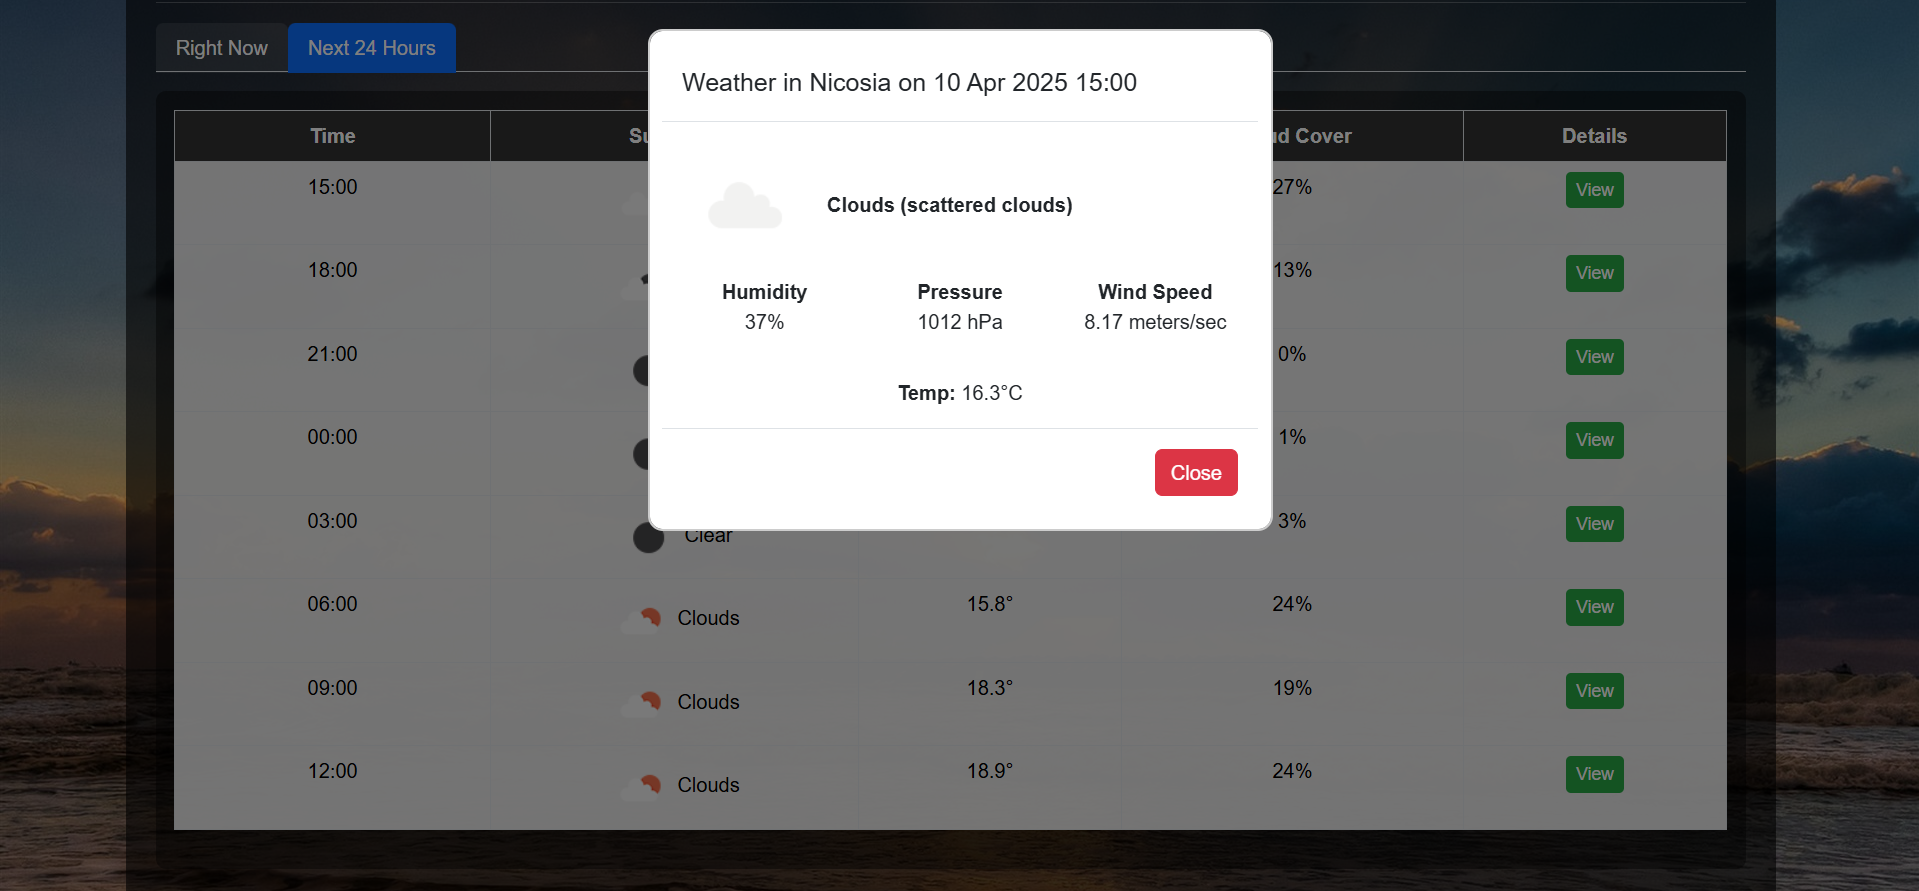 Right Now Next 24 Hours
Weather in Nicosia on 10 Apr 2025 15:00
Time Details
Cover
Clouds (scattered clouds)
Humidity Pressure Wind Speed
37% 1012 hPa 8.17 meters/sec
Temp: 16.3°C
Close
15:00 27% View
18:00 13% View
21:00 0% View
00:00 1% View
03:00 Clear 3% View
06:00 Clouds 15.8° 24% View
09:00 Clouds 18.3° 19% View
12:00 Clouds 18.9° 24% View